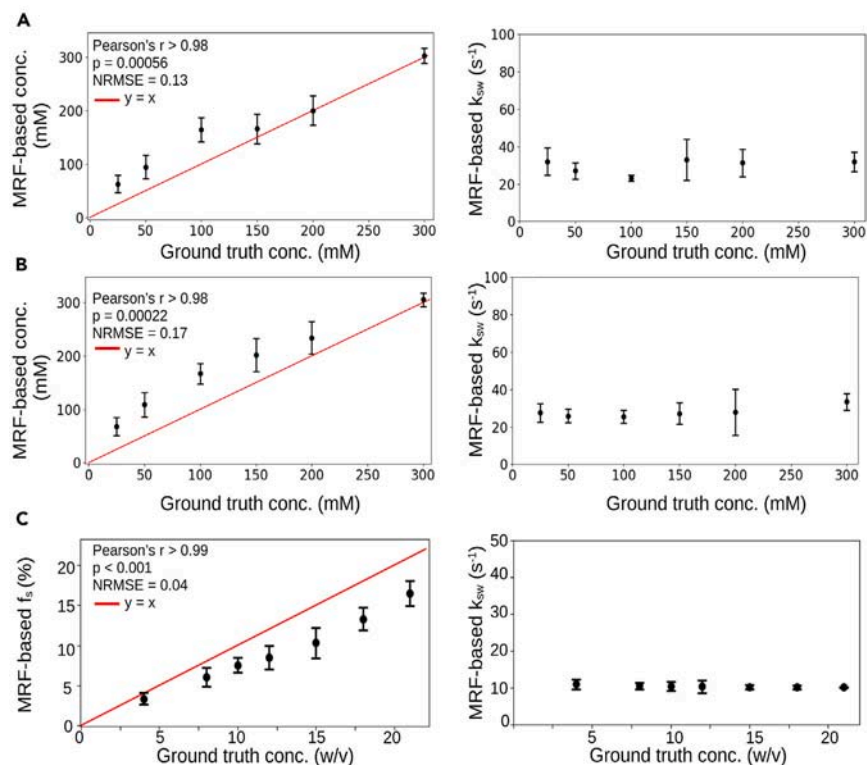 A
Pearson's r > 0.98
p = 0.00056
NRMSE = 0.13
y = x
MRF-based conc.
(mM)
300
200
100
0
0 50 100 150 200 250 300
Ground truth conc. (mM)
MRF-based ksw (s⁻¹)
100
80
60
40
20
0
0 50 100 150 200 250 300
Ground truth conc. (mM)
B
Pearson's r > 0.98
p = 0.00022
NRMSE = 0.17
y = x
MRF-based conc.
(mM)
300
200
100
0
0 50 100 150 200 250 300
Ground truth conc. (mM)
MRF-based ksw (s⁻¹)
100
80
60
40
20
0
0 50 100 150 200 250 300
Ground truth conc. (mM)
C
Pearson's r > 0.99
p < 0.001
NRMSE = 0.04
y = x
MRF-based fs (%)
20
15
10
5
0
0 5 10 15 20
Ground truth conc. (w/v)
MRF-based ksw (s⁻¹)
50
40
30
20
10
0
5 10 15 20
Ground truth conc. (w/v)